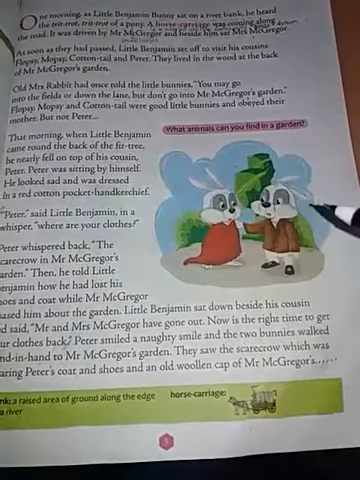 One morning, as Little Benjamin Bunny sat on a river bank, he heard
the trit-trot, trit-trot of a pony. A horse-carriage was coming along
the road. It was driven by Mr McGregor and beside him sat Mrs McGregor.
down
As soon as they had passed, Little Benjamin set off to visit his cousins
Flopsy, Mopsy, Cotton-tail and Peter. They lived in the wood at the back
of Mr McGregor's garden.
Old Mrs Rabbit had once told the little bunnies, "You may go
into the fields or down the lane, but don't go into Mr McGregor's garden."
Flopsy, Mopsy and Cotton-tail were good little bunnies and obeyed their
mother. But not Peter...
That morning, when Little Benjamin
came round the back of the fir-tree,
he nearly fell on top of his cousin,
Peter. Peter was sitting by himself.
He looked sad and was dressed
in a red cotton pocket-handkerchief.
What animals can you find in a garden?
"Peter," said Little Benjamin, in a
whisper, "where are your clothes?"
Peter whispered back, "The
carecrow in Mr McGregor's
arden." Then, he told Little
enjamin how he had lost his
hoes and coat while Mr McGregor
ased him about the garden. Little Benjamin sat down beside his cousin
d said, "Mr and Mrs McGregor have gone out. Now is the right time to get
ur clothes back." Peter smiled a naughty smile and the two bunnies walked
nd-in-hand to Mr McGregor's garden. They saw the scarecrow which was
aring Peter's coat and shoes and an old woollen cap of Mr McGregor's......
nk: a raised area of ground along the edge
a river
horse-carriage: